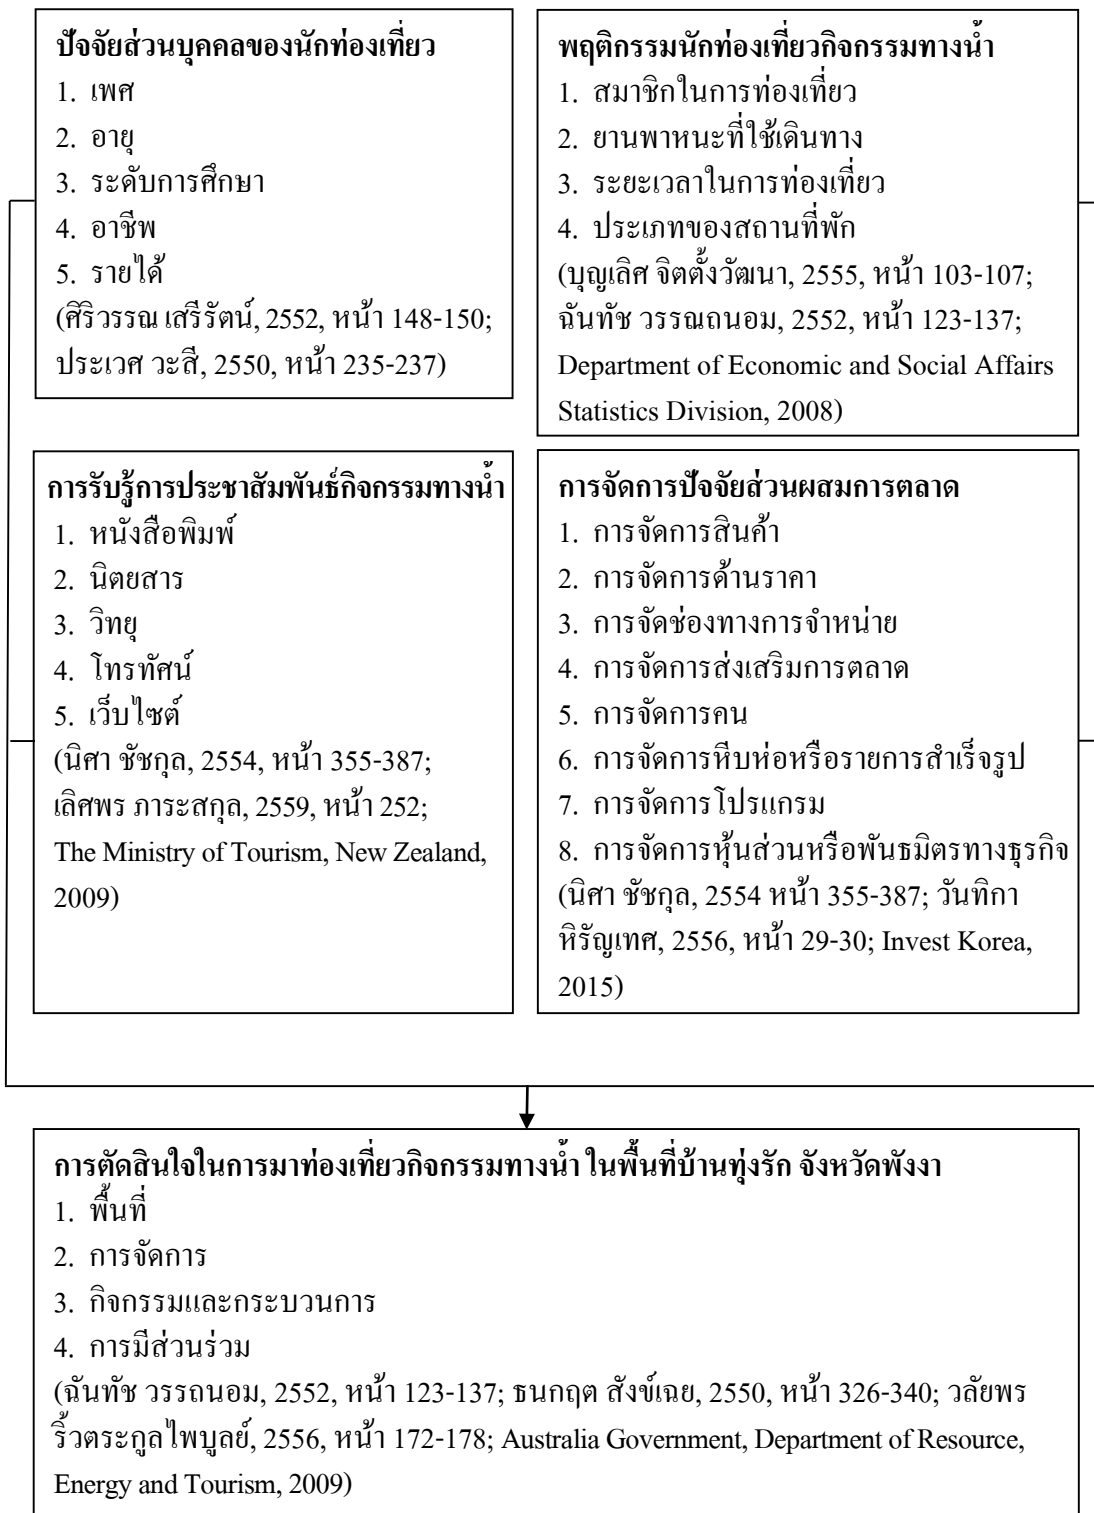 ปัจจัยส่วนบุคคลของนักท่องเที่ยว
1. เพศ
2. อายุ
3. ระดับการศึกษา
4. อาชีพ
5. รายได้
(ศิริวรรณ เสรีรัตน์, 2552, หน้า 148-150;
ประเวศ วะสี, 2550, หน้า 235-237)
พฤติกรรมนักท่องเที่ยวกิจกรรมทางน้ำ
1. สมาชิกในการท่องเที่ยว
2. ยานพาหนะที่ใช้เดินทาง
3. ระยะเวลาในการท่องเที่ยว
4. ประเภทของสถานที่พัก
(บุญเลิศ จิตตั้งวัฒนา, 2555, หน้า 103-107;
ฉันทัช วรรณถนอม, 2552, หน้า 123-137;
Department of Economic and Social Affairs
Statistics Division, 2008)
การรับรู้การประชาสัมพันธ์กิจกรรมทางน้ำ
1. หนังสือพิมพ์
2. นิตยสาร
3. วิทยุ
4. โทรทัศน์
5. เว็บไซต์
(นิศา ชัชกุล, 2554, หน้า 355-387;
เลิศพร ภาระสกุล, 2559, หน้า 252;
The Ministry of Tourism, New Zealand,
2009)
การจัดการปัจจัยส่วนผสมการตลาด
1. การจัดการสินค้า
2. การจัดการด้านราคา
3. การจัดช่องทางการจำหน่าย
4. การจัดการส่งเสริมการตลาด
5. การจัดการคน
6. การจัดการหีบห่อหรือรายการสำเร็จรูป
7. การจัดการโปรแกรม
8. การจัดการหุ้นส่วนหรือพันธมิตรทางธุรกิจ
(นิศา ชัชกุล, 2554 หน้า 355-387; วันทิกา
หิรัญเทศ, 2556, หน้า 29-30; Invest Korea,
2015)
การตัดสินใจในการมาท่องเที่ยวกิจกรรมทางน้ำ ในพื้นที่บ้านทุ่งรัก จังหวัดพังงา
1. พื้นที่
2. การจัดการ
3. กิจกรรมและกระบวนการ
4. การมีส่วนร่วม
(ฉันทัช วรรถนอม, 2552, หน้า 123-137; ธนกฤต สังข์เฉย, 2550, หน้า 326-340; วลัยพร
ริ้วตระกูลไพบูลย์, 2556, หน้า 172-178; Australia Government, Department of Resource,
Energy and Tourism, 2009)